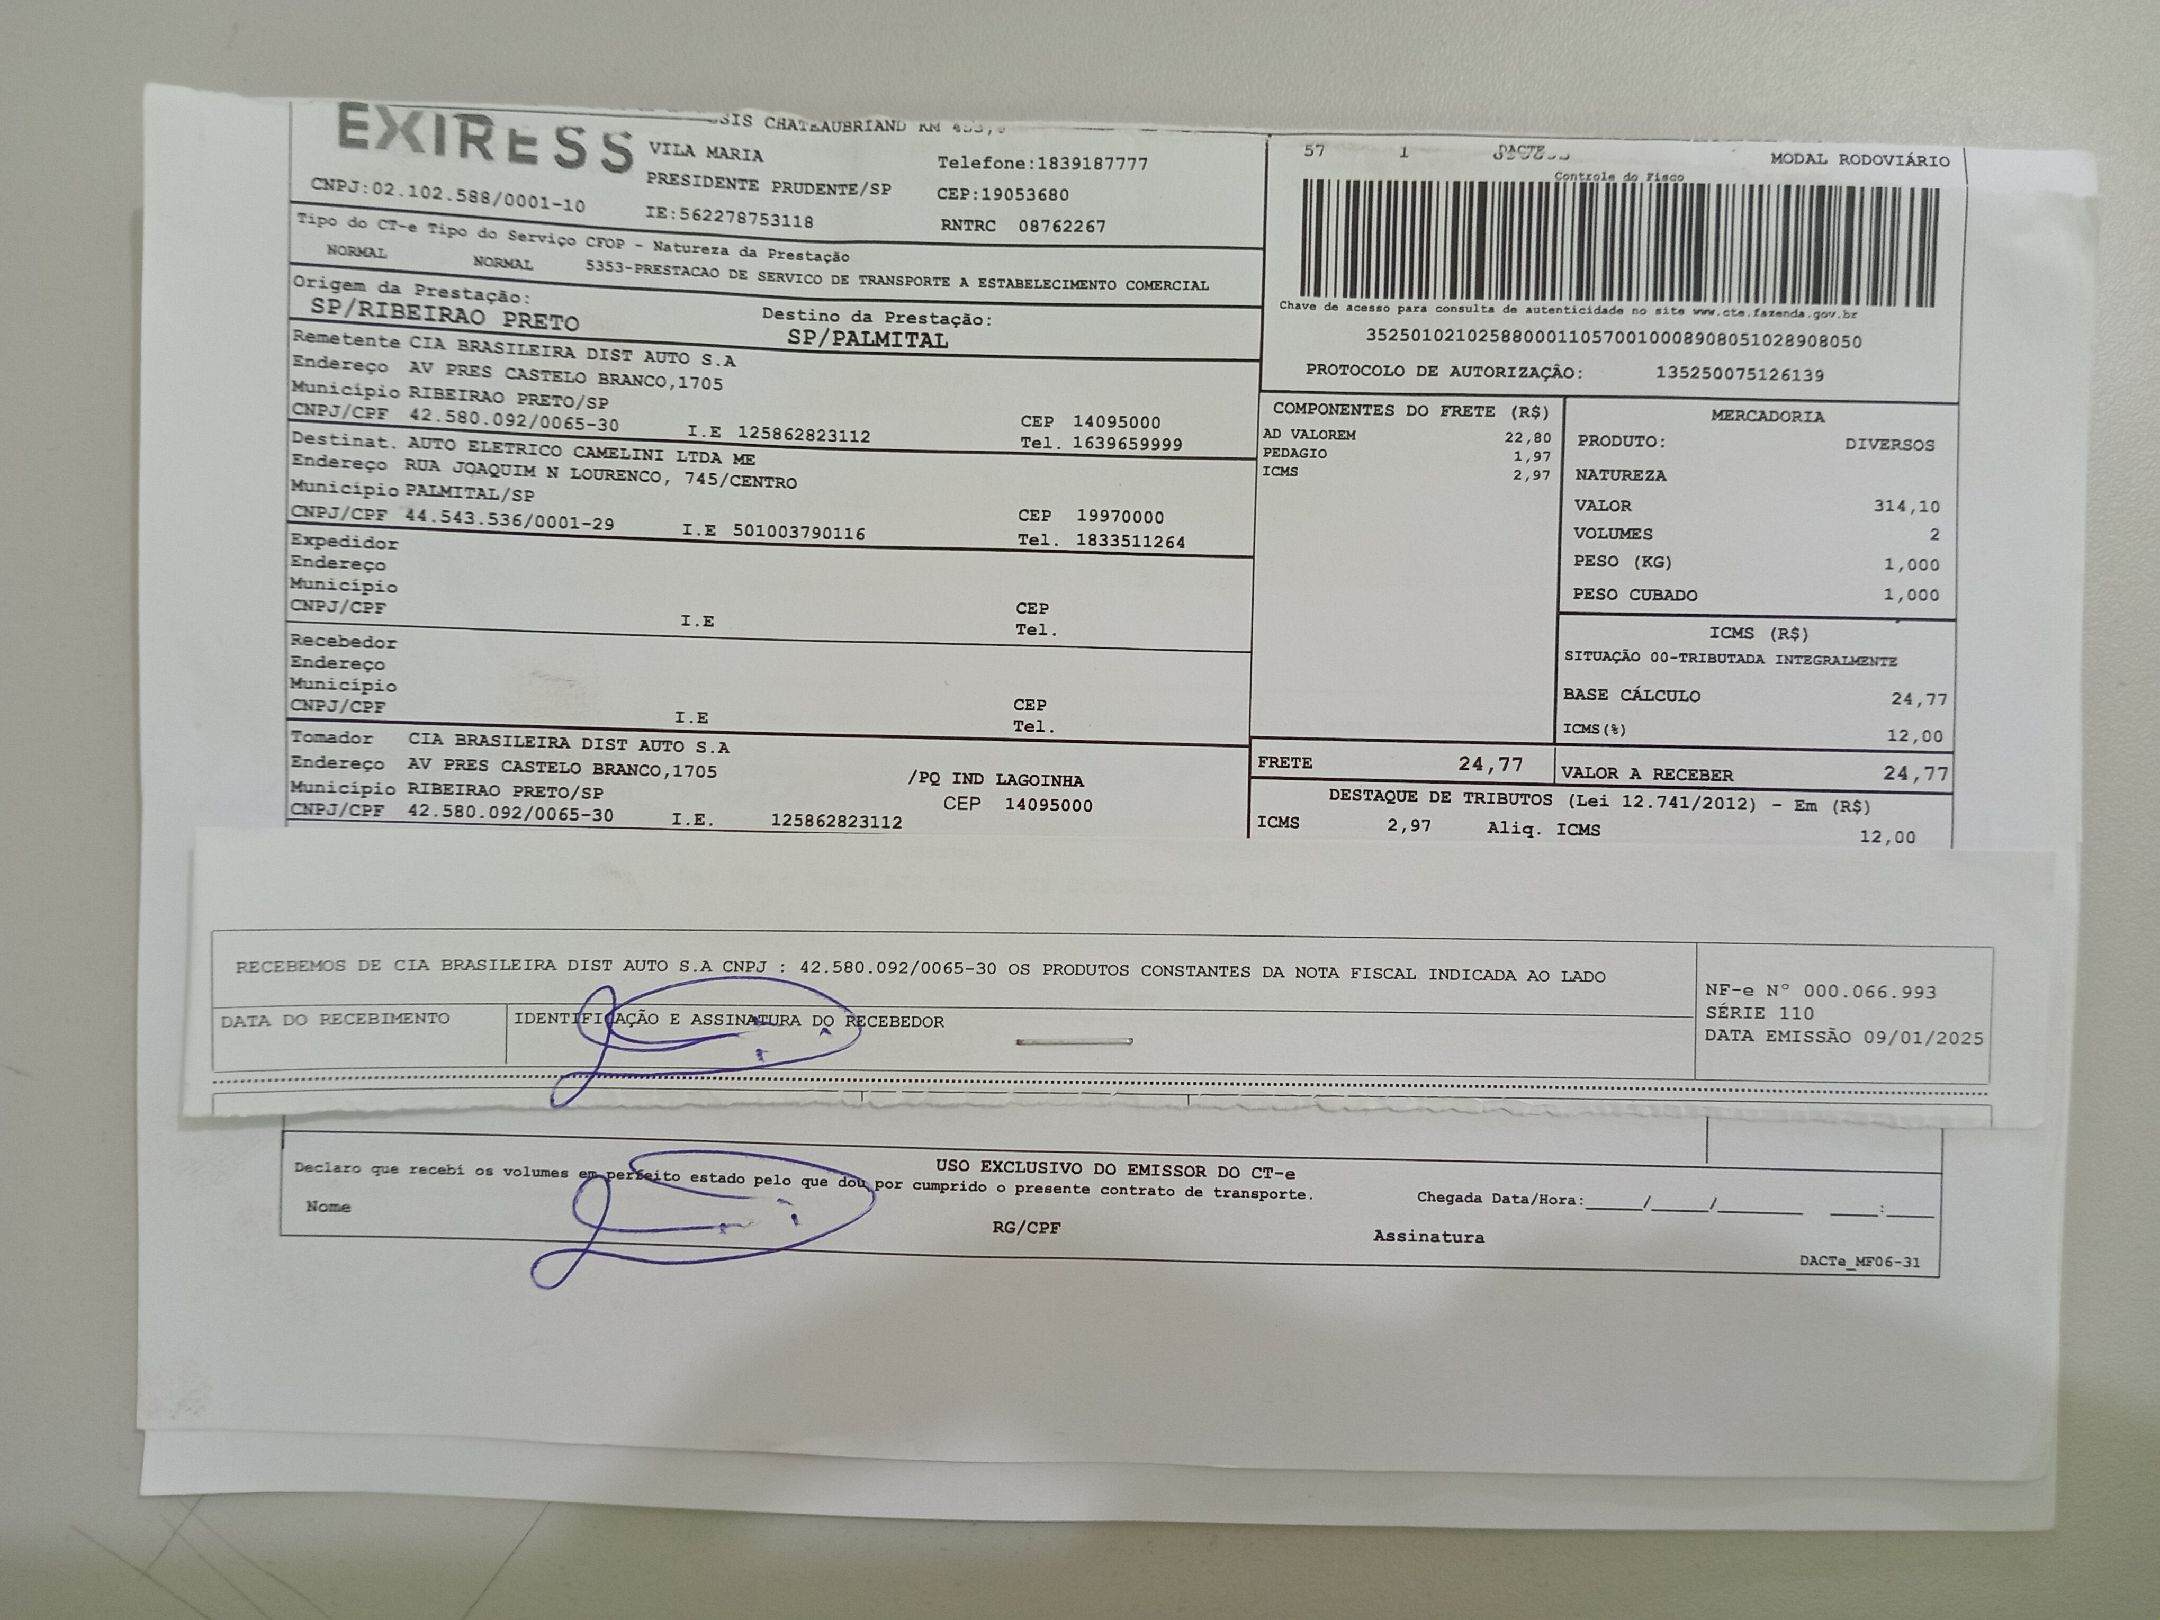 EXIRESS
SIS CHATEAUBRIAND KM
VILA MARIA
Telefone:1839187777
PRESIDENTE PRUDENTE/SP
CEP:19053680
CNPJ:02.102.588/0001-10
IE:562278753118
RNTRC 08762267
57 1 MODAL RODOVIÁRIO
DACTE
Controle do Fisco
Tipo do CT-e Tipo do Serviço CFOP - Natureza da Prestação
NORMAL NORMAL 5353-PRESTACAO DE SERVICO DE TRANSPORTE A ESTABELECIMENTO COMERCIAL
Origem da Prestação:
SP/RIBEIRAO PRETO
Destino da Prestação:
SP/PALMITAL
Chave de acesso para consulta de autenticidade no site www.cte.fazenda.gov.br
35250102102588000110570010008908051028908050
PROTOCOLO DE AUTORIZAÇÃO: 135250075126139
Remetente CIA BRASILEIRA DIST AUTO S.A
Endereço AV PRES CASTELO BRANCO,1705
Município RIBEIRAO PRETO/SP
CEP 14095000
CNPJ/CPF 42.580.092/0065-30 I.E 125862823112 Tel. 1639659999
Destinat. AUTO ELETRICO CAMELINI LTDA ME
Endereço RUA JOAQUIM N LOURENCO, 745/CENTRO
Município PALMITAL/SP
CEP 19970000
CNPJ/CPF 44.543.536/0001-29 I.E 501003790116 Tel. 1833511264
Expedidor
Endereço
Município
CEP
CNPJ/CPF I.E Tel.
Recebedor
Endereço
Município
CEP
CNPJ/CPF I.E Tel.
Tomador CIA BRASILEIRA DIST AUTO S.A
Endereço AV PRES CASTELO BRANCO,1705 /PQ IND LAGOINHA
Município RIBEIRAO PRETO/SP CEP 14095000
CNPJ/CPF 42.580.092/0065-30 I.E. 125862823112
COMPONENTES DO FRETE (R$)
AD VALOREM 22,80
PEDAGIO 1,97
ICMS 2,97
MERCADORIA
PRODUTO: DIVERSOS
NATUREZA
VALOR 314,10
VOLUMES 2
PESO (KG) 1,000
PESO CUBADO 1,000
ICMS (R$)
SITUAÇÃO 00-TRIBUTADA INTEGRALMENTE
BASE CÁLCULO 24,77
ICMS(%) 12,00
FRETE 24,77
VALOR A RECEBER 24,77
DESTAQUE DE TRIBUTOS (Lei 12.741/2012) - Em (R$)
ICMS 2,97 Aliq. ICMS 12,00
RECEBEMOS DE CIA BRASILEIRA DIST AUTO S.A CNPJ : 42.580.092/0065-30 OS PRODUTOS CONSTANTES DA NOTA FISCAL INDICADA AO LADO
DATA DO RECEBIMENTO
IDENTIFICAÇÃO E ASSINATURA DO RECEBEDOR
NF-e N° 000.066.993
SÉRIE 110
DATA EMISSÃO 09/01/2025
USO EXCLUSIVO DO EMISSOR DO CT-e
Declaro que recebi os volumes em perfeito estado pelo que dou por cumprido o presente contrato de transporte.
Chegada Data/Hora:_____/_____/_______ ____:____
Nome
RG/CPF
Assinatura
DACTe_MF06-31